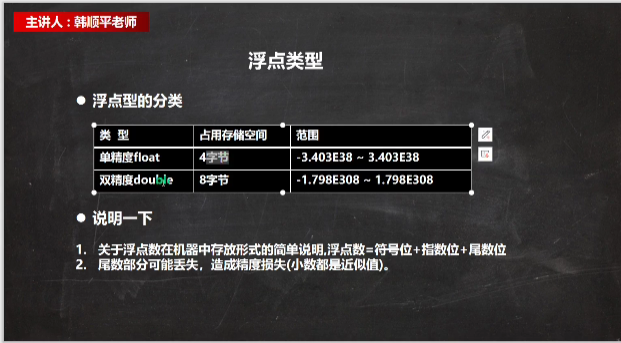 主讲人：韩顺平老师
浮点类型
● 浮点型的分类
类 型 占用存储空间 范围
单精度float 4字节 -3.403E38 ~ 3.403E38
双精度double 8字节 -1.798E308 ~ 1.798E308
● 说明一下
1. 关于浮点数在机器中存放形式的简单说明,浮点数=符号位+指数位+尾数位
2. 尾数部分可能丢失，造成精度损失(小数都是近似值)。